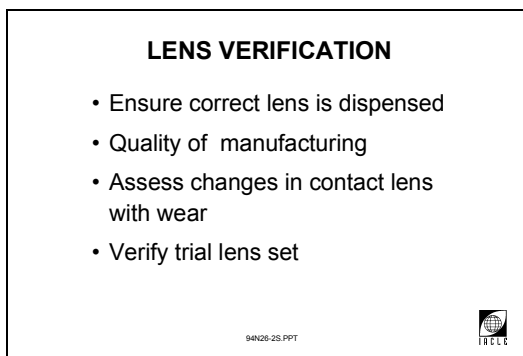 LENS VERIFICATION
• Ensure correct lens is dispensed
• Quality of manufacturing
• Assess changes in contact lens
with wear
• Verify trial lens set
94N26-2S.PPT
IACLE